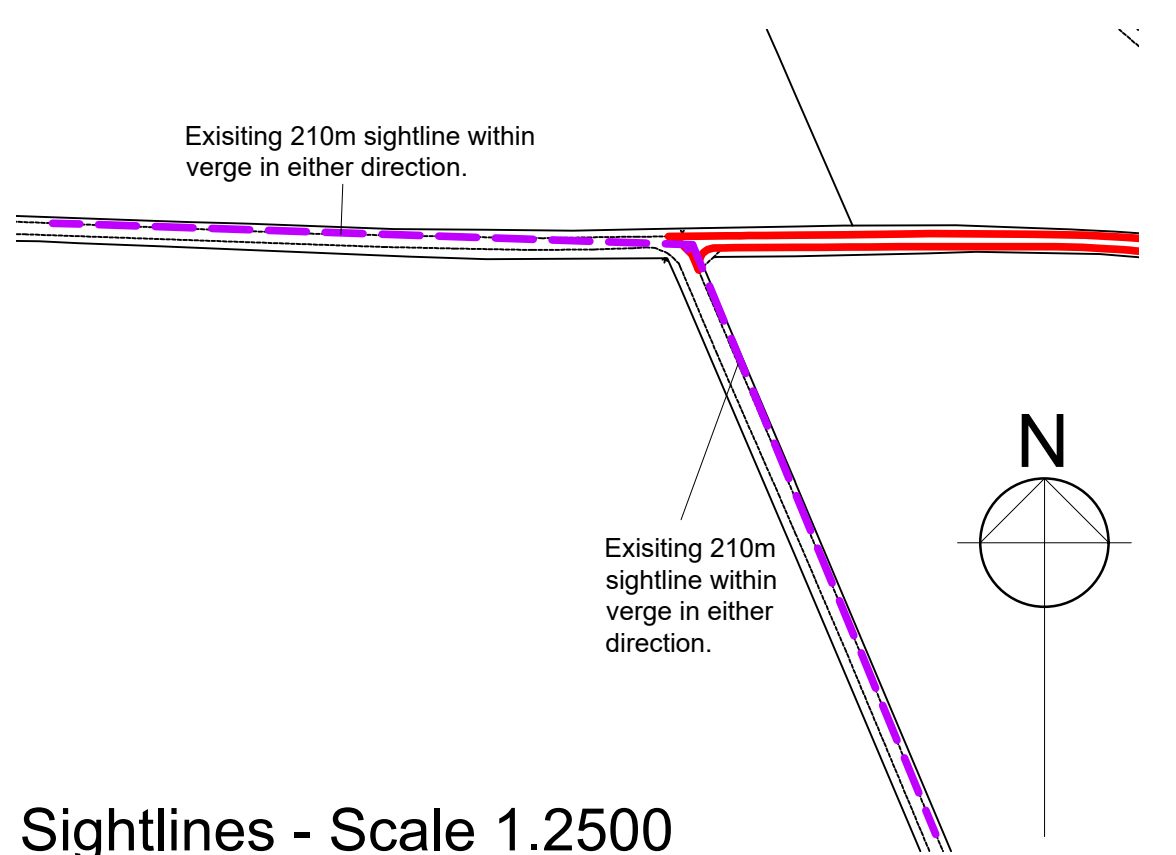 Exisiting 210m sightline within
verge in either direction.
N
Exisiting 210m
sightline within
verge in either
direction.
Sightlines - Scale 1.2500